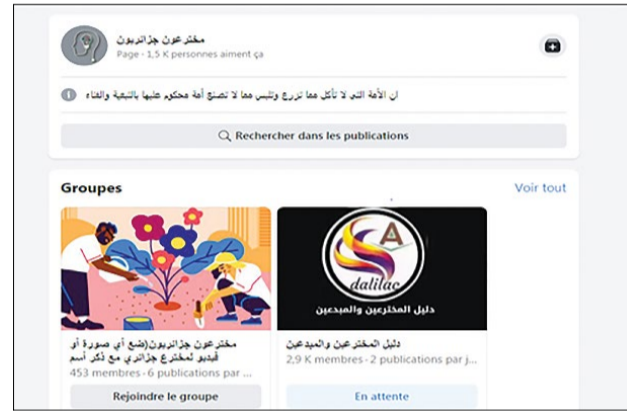 مخترعون جزائريون
Page · 1,5 K personnes aiment ça
ان الأمة التي لا تأكل مما تزرع وتلبس مما لا تصنع أمة محكوم عليها بالتبعية والفناء
Rechercher dans les publications
Groupes
Voir tout
A
dalilac
دليل المخترعين والمبدعين
مخترعون جزائريون(ضع أي صورة أو
فيديو لمخترع جزائري مع ذكر أسم
453 membres · 6 publications par ...
Rejoindre le groupe
دليل المخترعين والمبدعين
2,9 K membres · 2 publications par j...
En attente